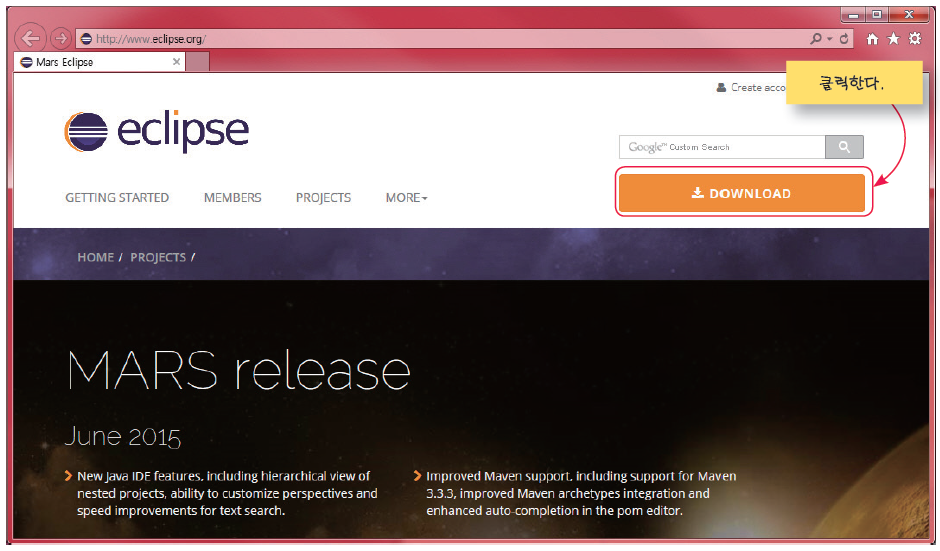 http://www.eclipse.org/
Mars Eclipse
Create acco
클릭한다.
eclipse
Google™ Custom Search
GETTING STARTED MEMBERS PROJECTS MORE
DOWNLOAD
HOME / PROJECTS /
MARS release
June 2015
New Java IDE features, including hierarchical view of
nested projects, ability to customize perspectives and
speed improvements for text search.
Improved Maven support, including support for Maven
3.3.3, improved Maven archetypes integration and
enhanced auto-completion in the pom editor.